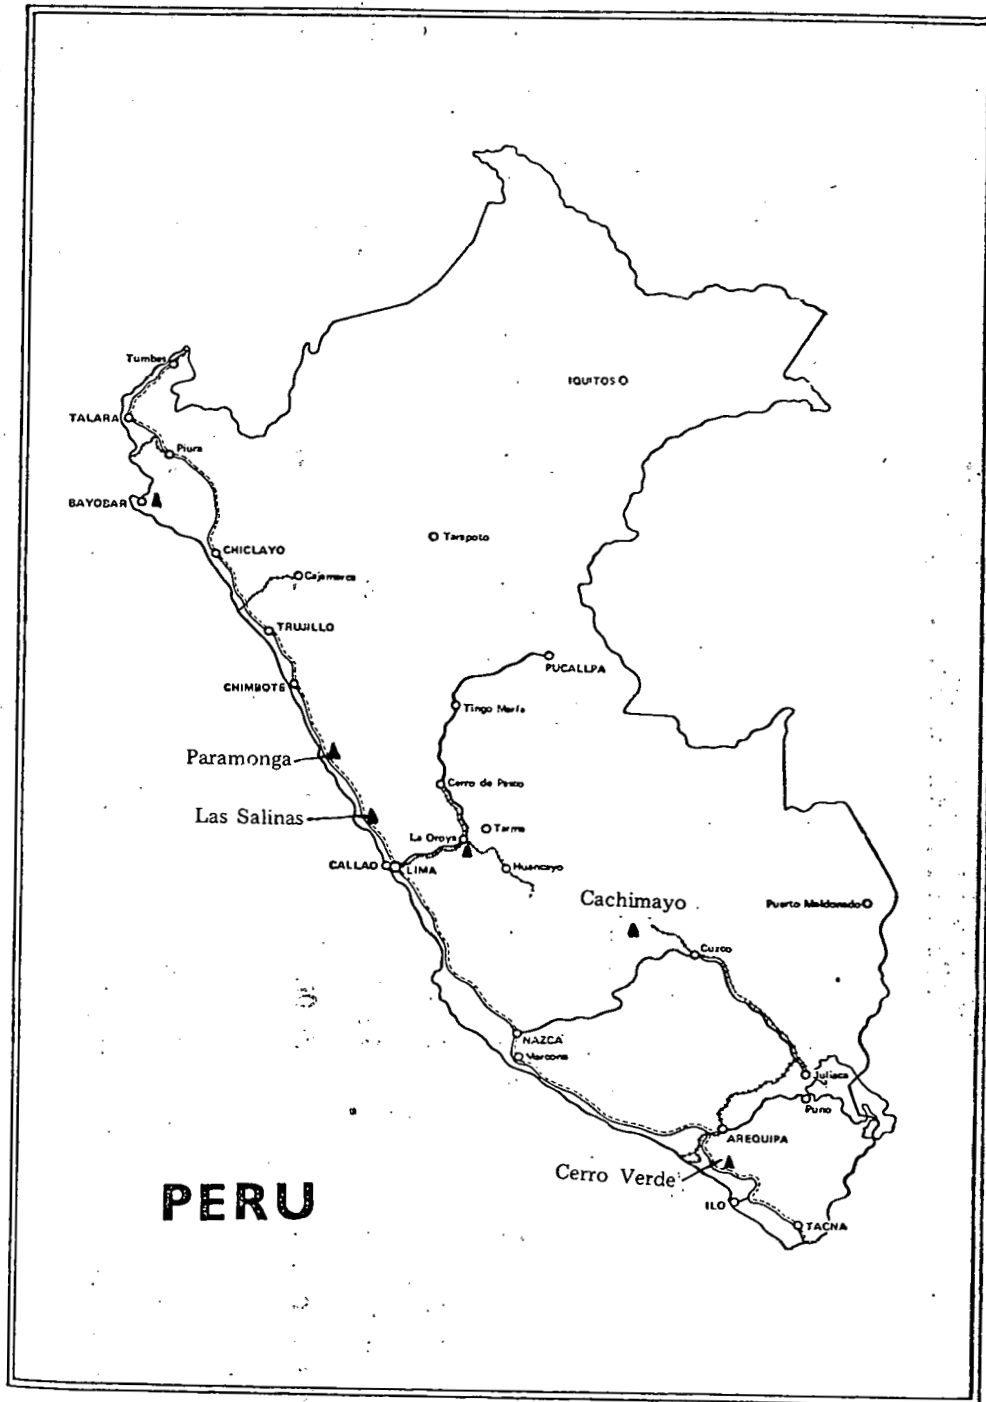 Tumbes
IQUITOS
TALARA
Piura
BAYOBAR
Tarapoto
CHICLAYO
Cajamarca
TRUJILLO
PUCALLPA
CHIMBOTE
Tingo María
Paramonga
Cerro de Pasco
Las Salinas
Tarma
La Oroya
CALLAO
LIMA
Huancayo
Cachimayo
Puerto Maldonado
Cuzco
NAZCA
Marcona
Juliaca
Puno
AREQUIPA
Cerro Verde
PERU
ILO
TACNA